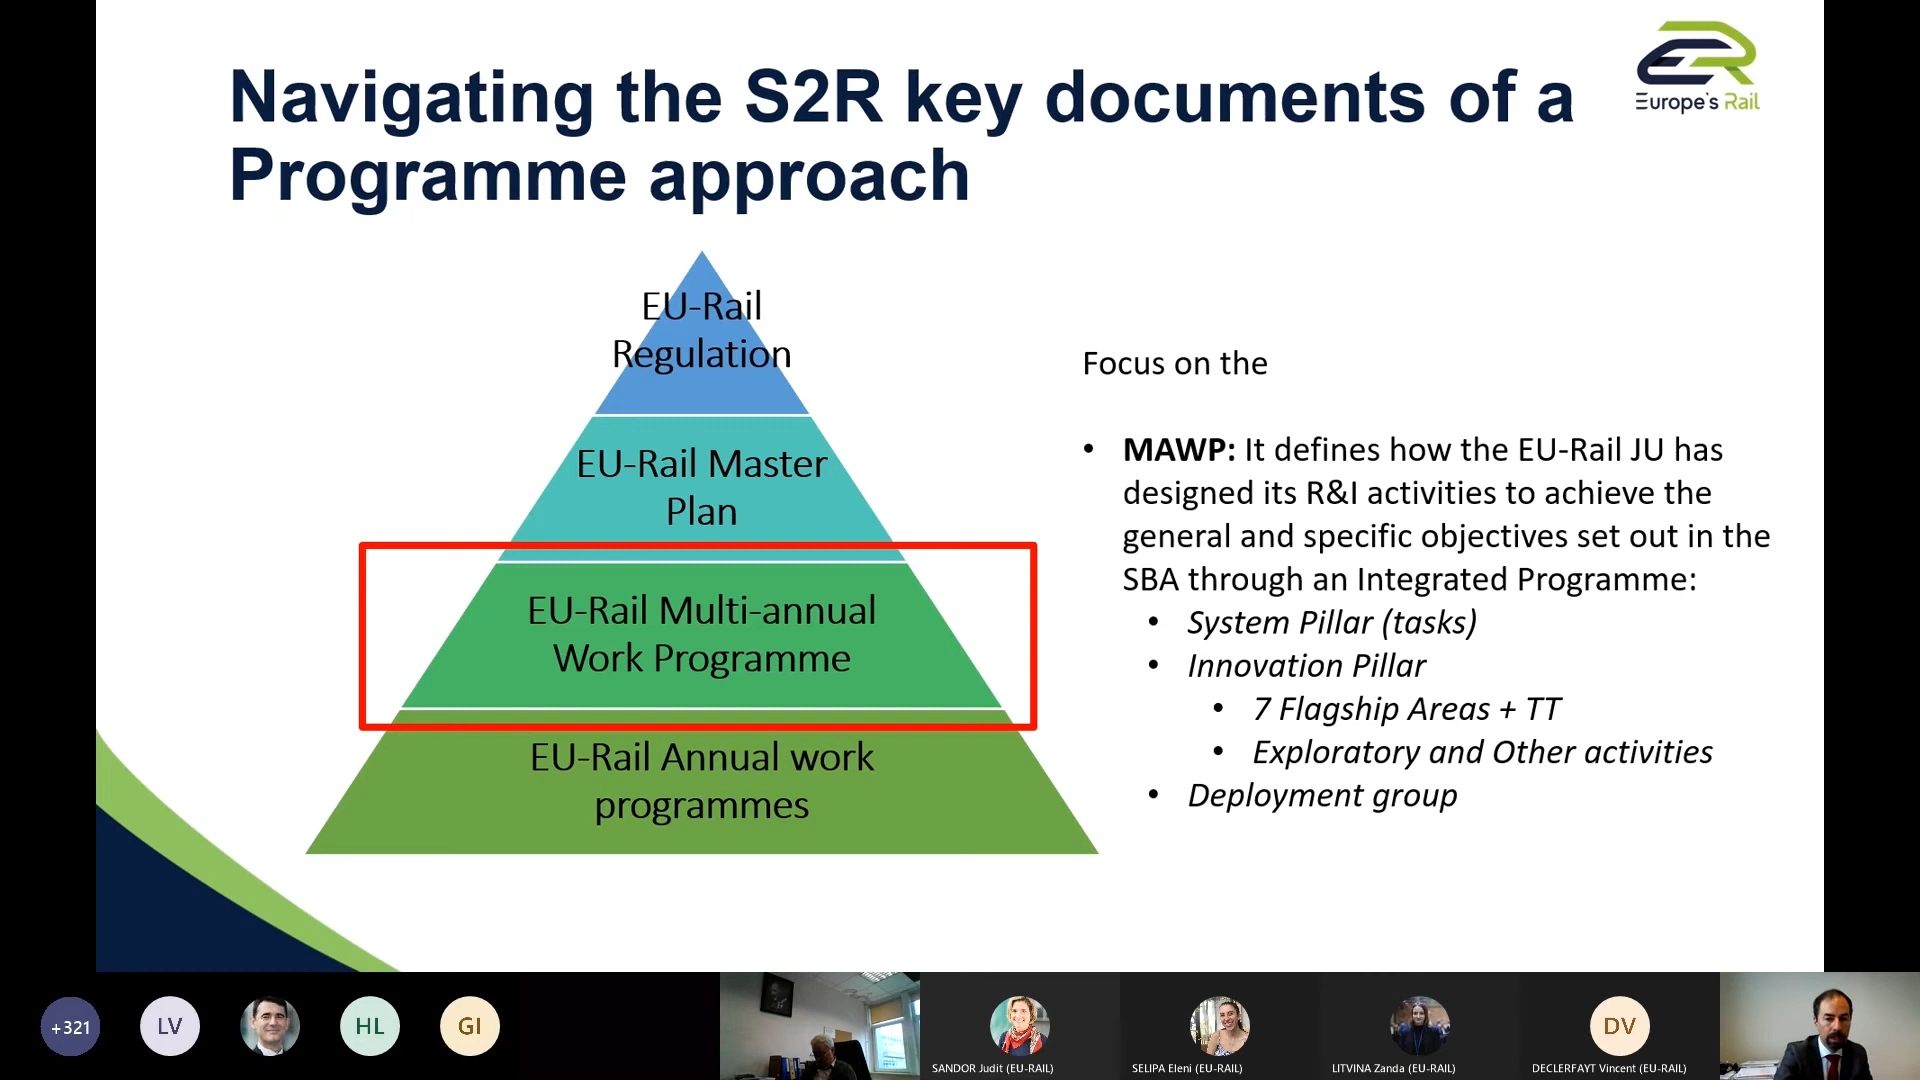 Navigating the S2R key documents of a
Programme approach
Europe's Rail
EU-Rail
Regulation
EU-Rail Master
Plan
EU-Rail Multi-annual
Work Programme
EU-Rail Annual work
programmes
Focus on the
• MAWP: It defines how the EU-Rail JU has
designed its R&I activities to achieve the
general and specific objectives set out in the
SBA through an Integrated Programme:
• System Pillar (tasks)
• Innovation Pillar
• 7 Flagship Areas + TT
• Exploratory and Other activities
• Deployment group
+321
LV
HL
GI
DV
SANDOR Judit (EU-RAIL)
SELIPA Eleni (EU-RAIL)
LITVINA Zanda (EU-RAIL)
DECLERFAYT Vincent (EU-RAIL)